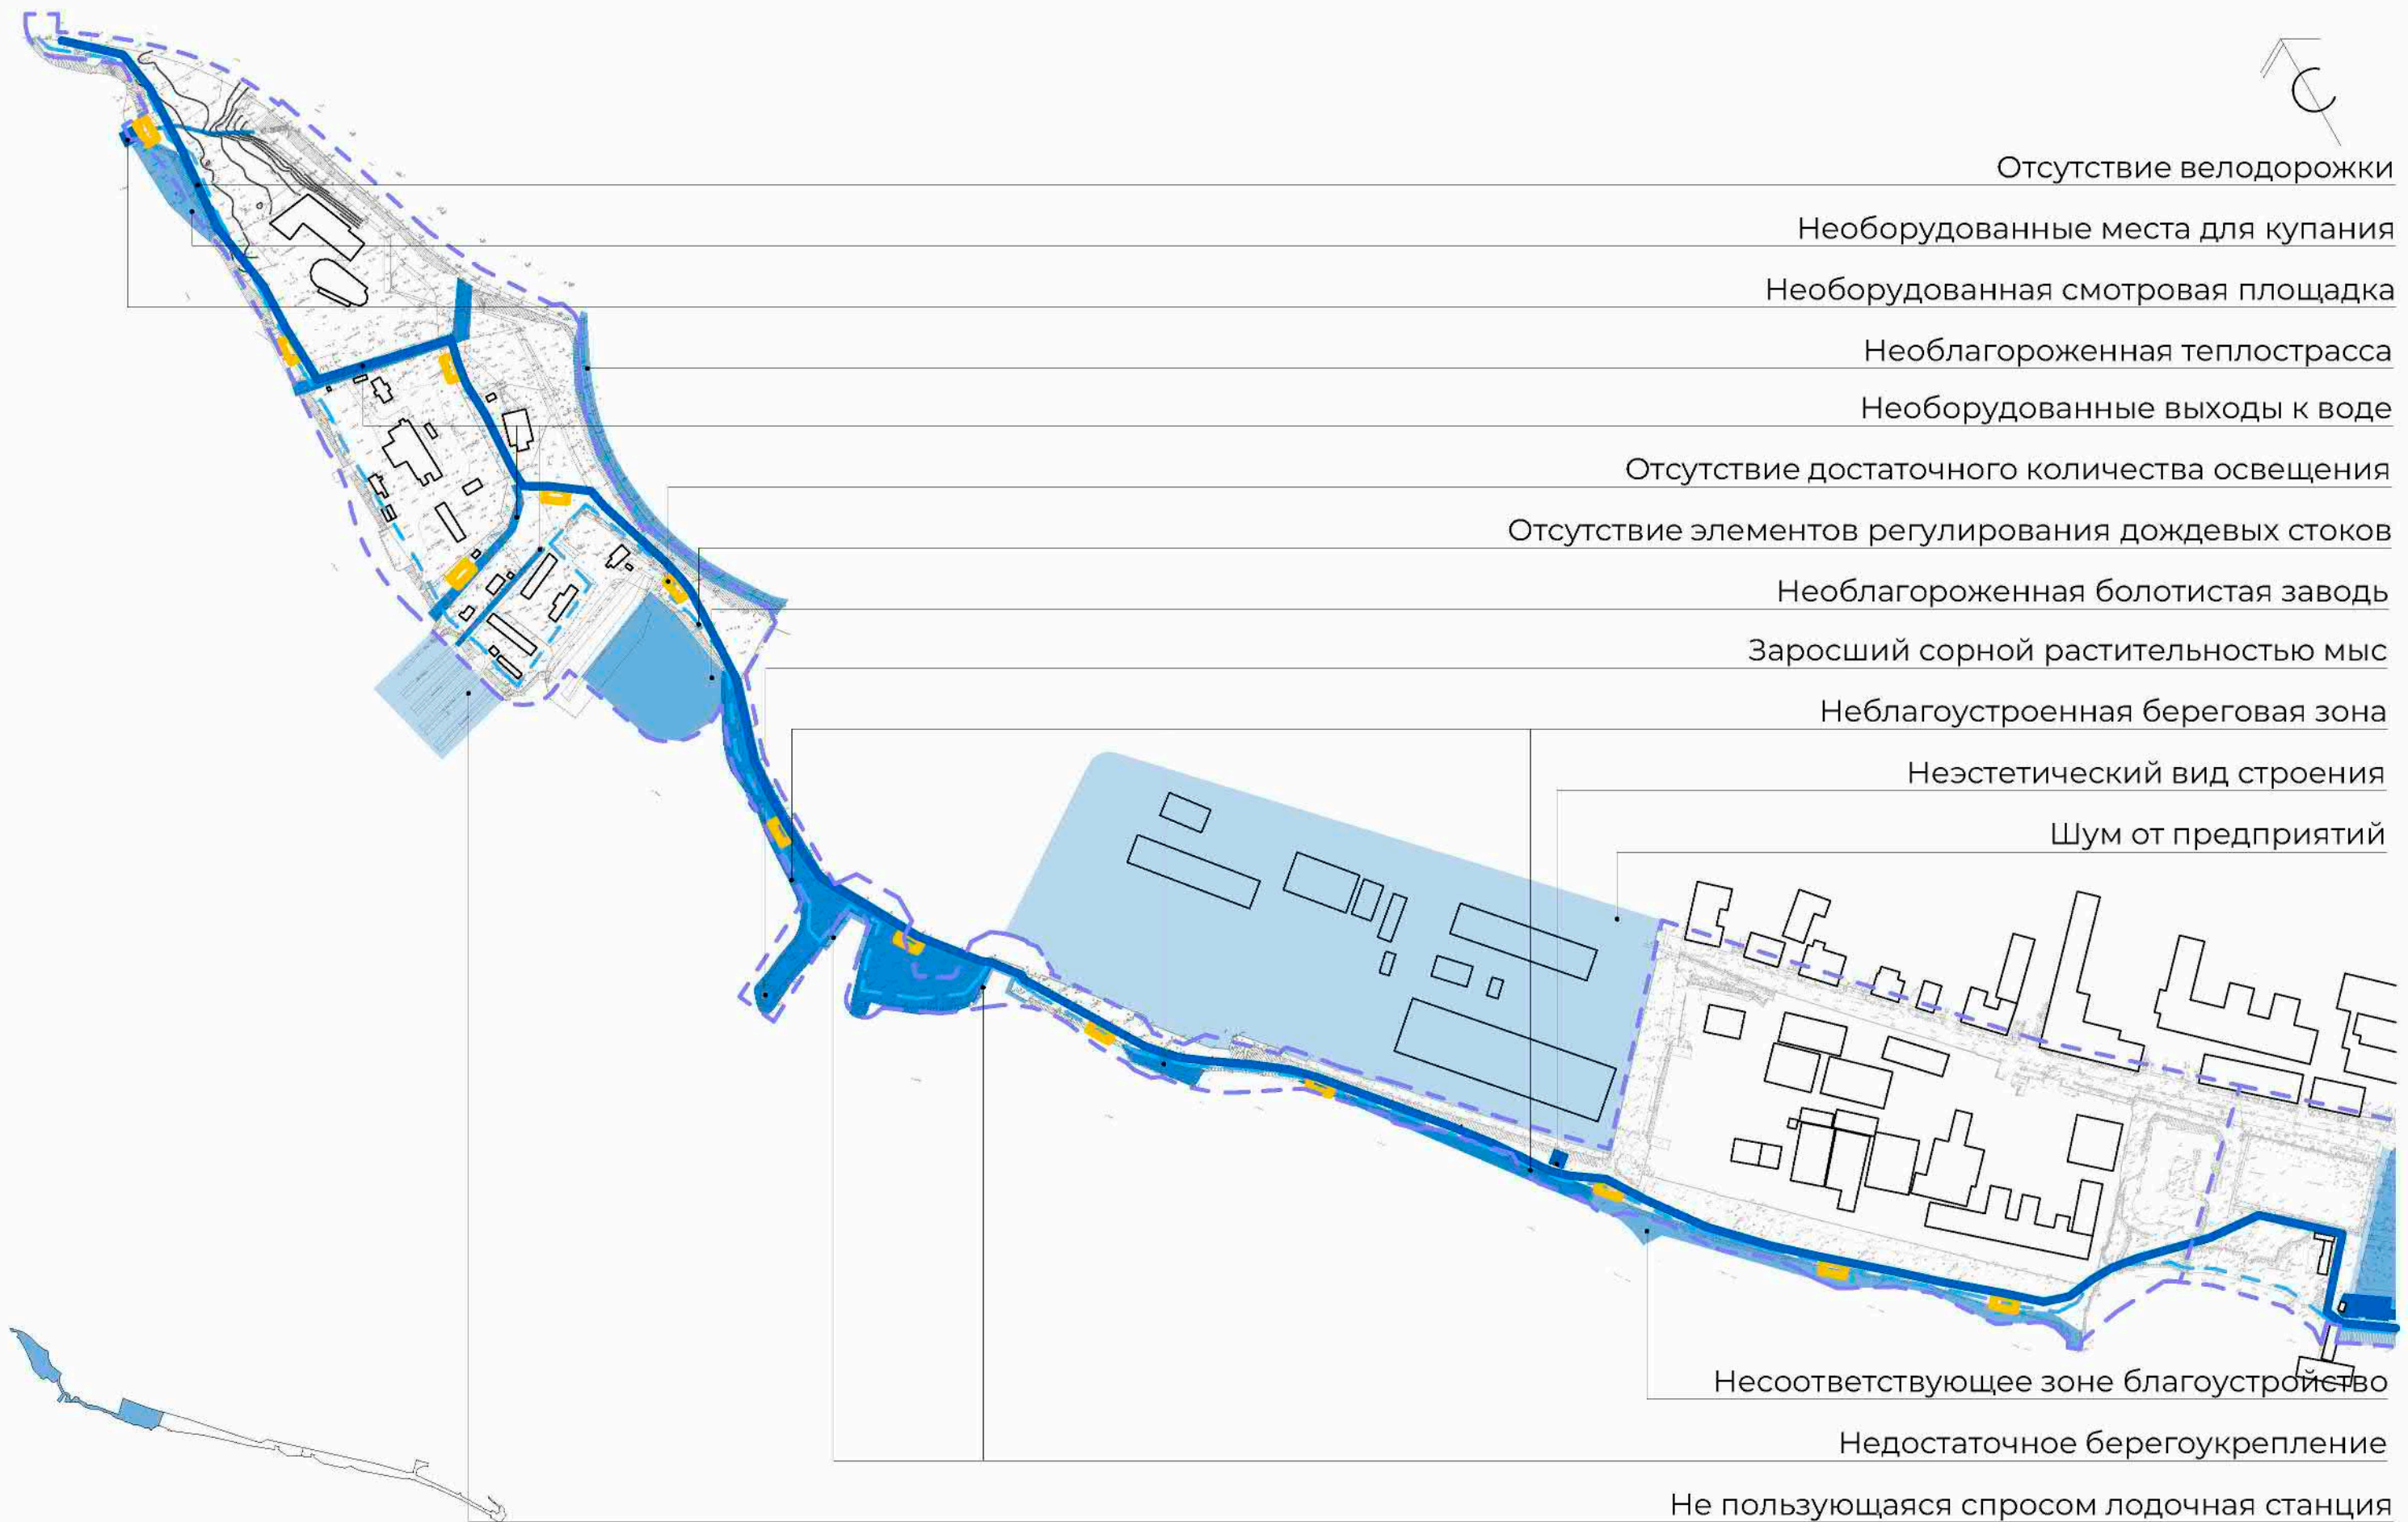 С
Отсутствие велодорожки
Необорудованные места для купания
Необорудованная смотровая площадка
Необлагороженная теплострасса
Необорудованные выходы к воде
Отсутствие достаточного количества освещения
Отсутствие элементов регулирования дождевых стоков
Необлагороженная болотистая заводь
Заросший сорной растительностью мыс
Неблагоустроенная береговая зона
Неэстетический вид строения
Шум от предприятий
Несоответствующее зоне благоустройство
Недостаточное берегоукрепление
Не пользующаяся спросом лодочная станция